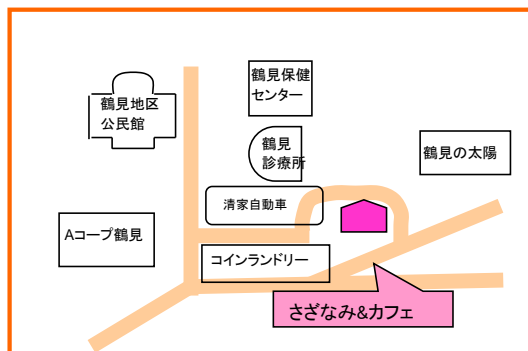 鶴見保健
センター
鶴見地区
公民館
鶴見
診療所
鶴見の太陽
清家自動車
Aコープ鶴見
コインランドリー
さざなみ&カフェ